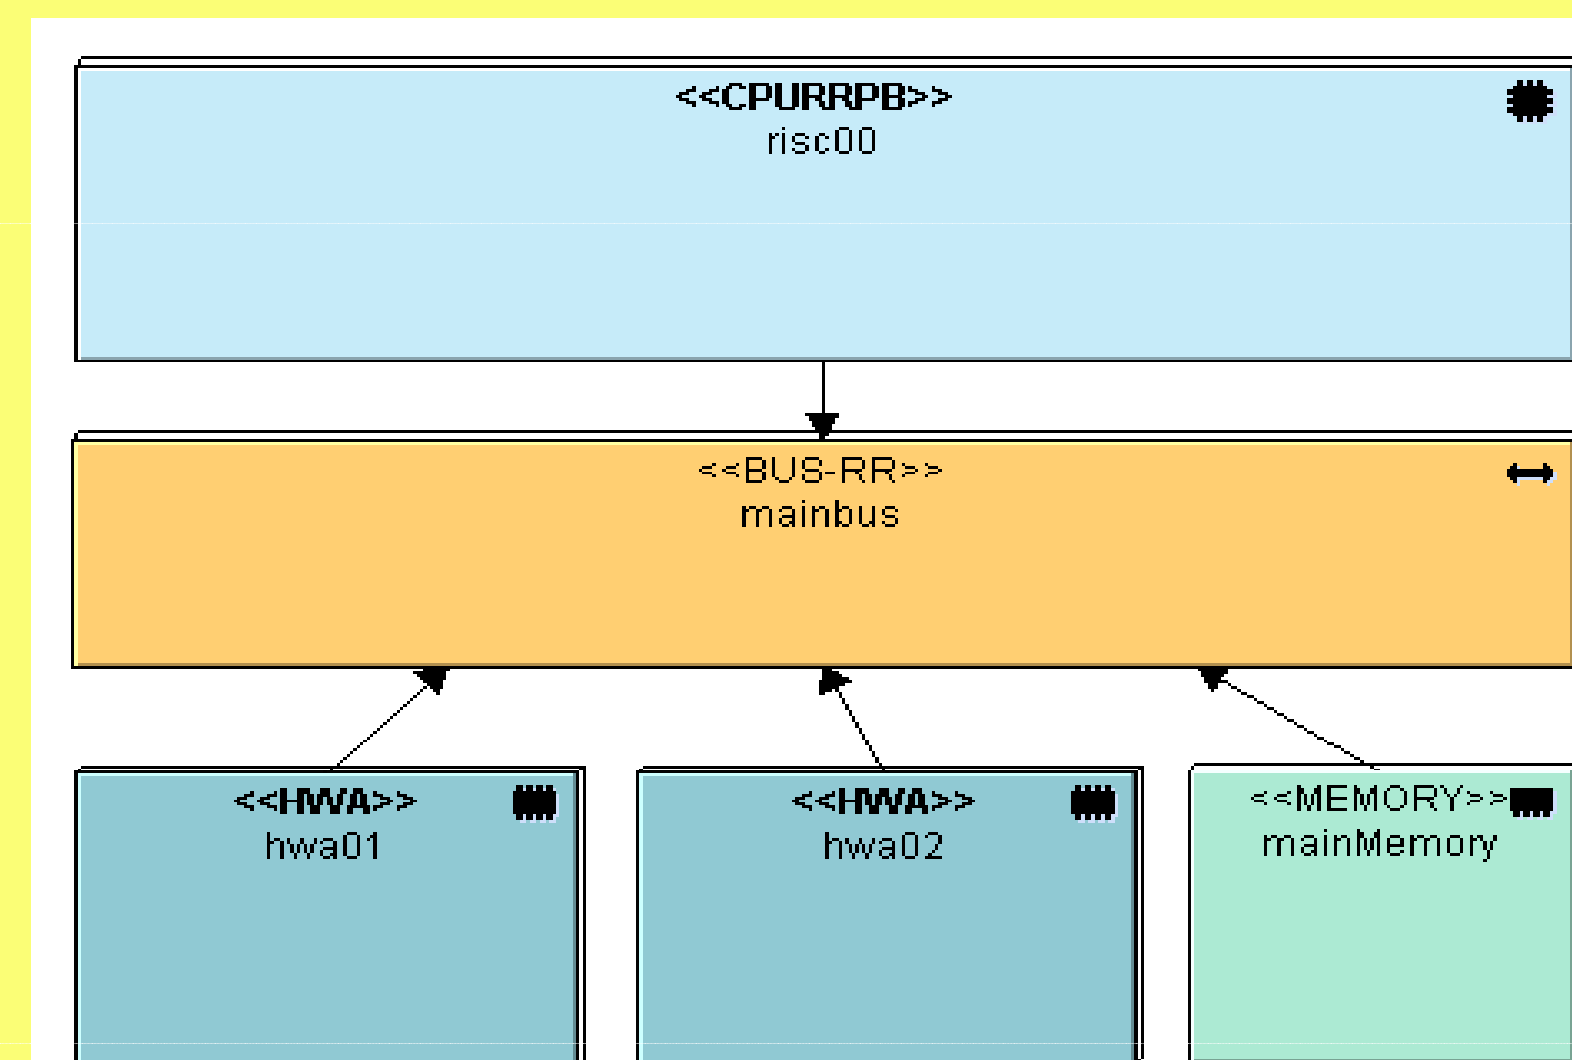 <<CPURRPB>>
risc00
<<BUS-RR>>
mainbus
<<HWA>>
hwa01
<<HWA>>
hwa02
<<MEMORY>>
mainMemory